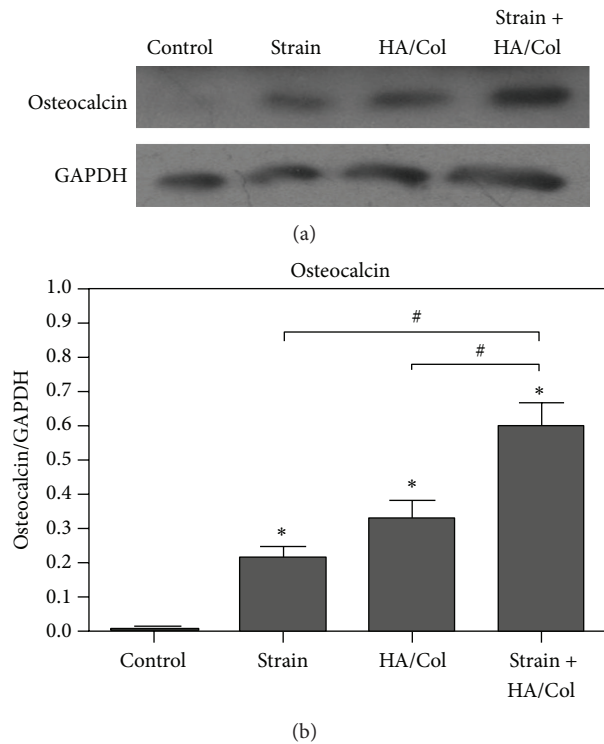 Control Strain HA/Col Strain +
HA/Col
Osteocalcin
GAPDH
(a)
Osteocalcin
1.0
0.9
0.8
0.7
0.6
0.5
0.4
0.3
0.2
0.1
0.0
Osteocalcin/GAPDH
#
#
*
*
*
Control Strain HA/Col Strain +
HA/Col
(b)